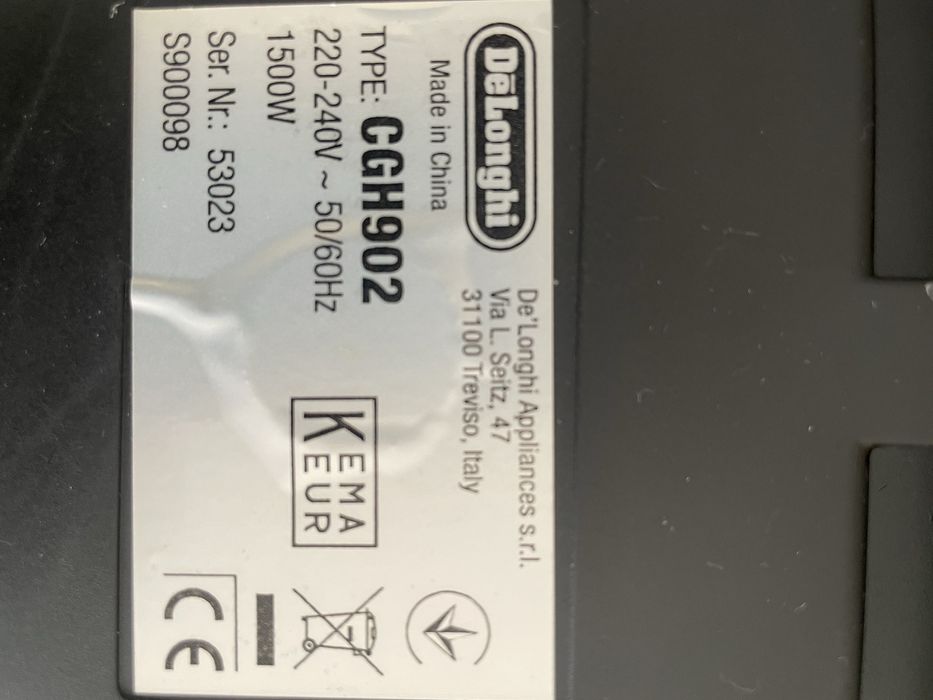 DēLonghi
De'Longhi Appliances s.r.l.
Via L. Seitz, 47
31100 Treviso, Italy
Made in China
TYPE: CGH902
220-240V ~ 50/60Hz
1500W
Ser. Nr.: 53023
S900098
KEMA
KEUR
CE